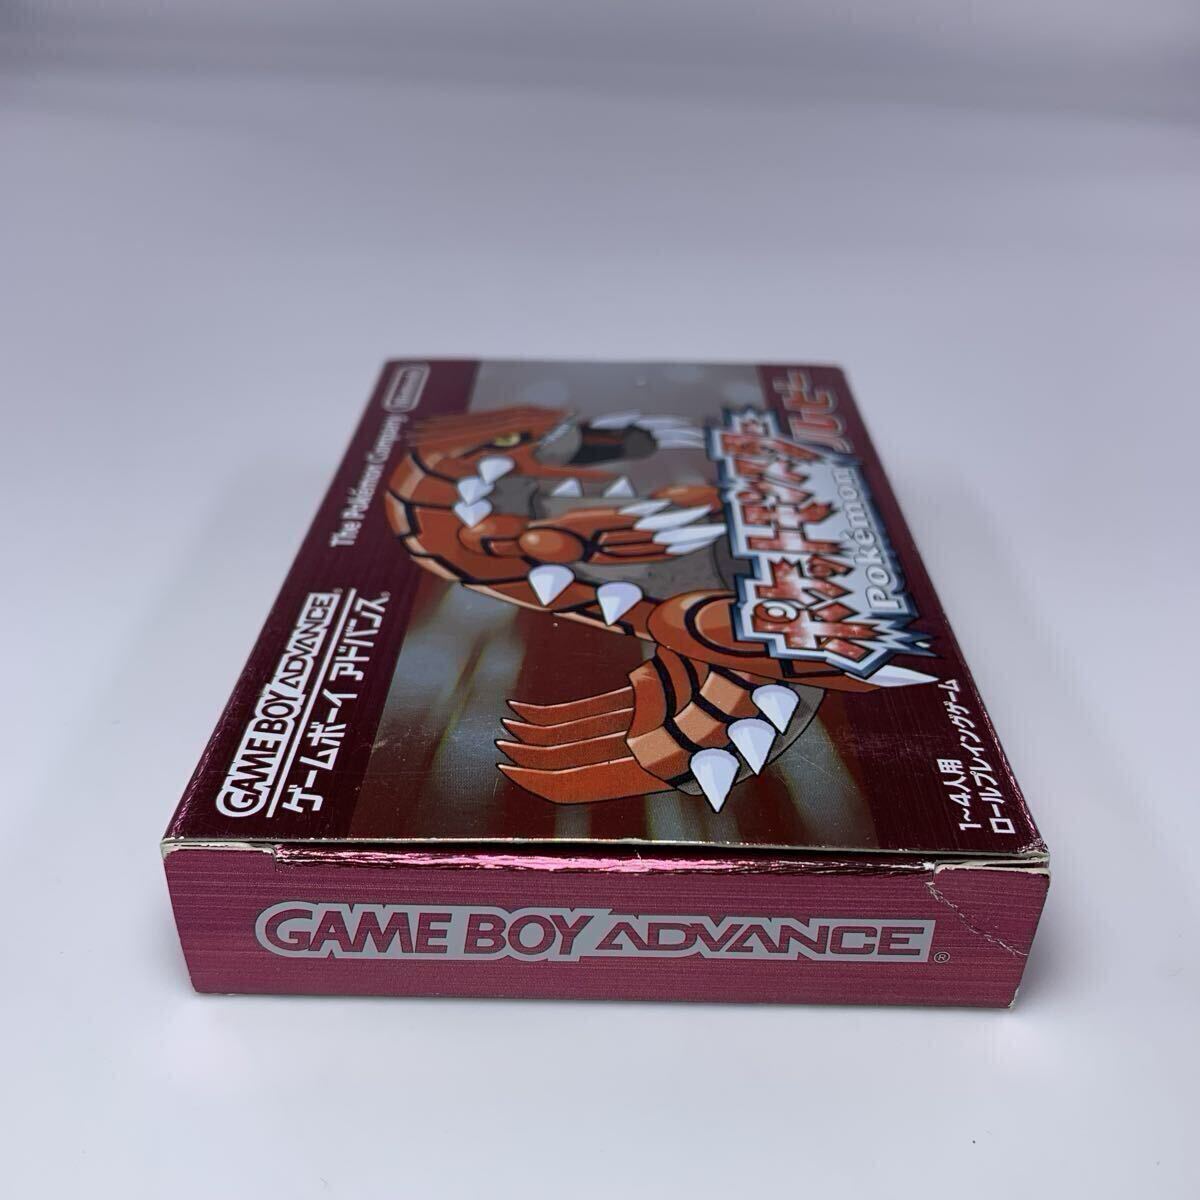 The Pokémon Company
Nintendo
GAME BOY ADVANCE®
ゲームボーイ アドバンス®
ポケットモンスター
Pokémon
ルビー
1~4人用
ロールプレイングゲーム
GAME BOY ADVANCE®